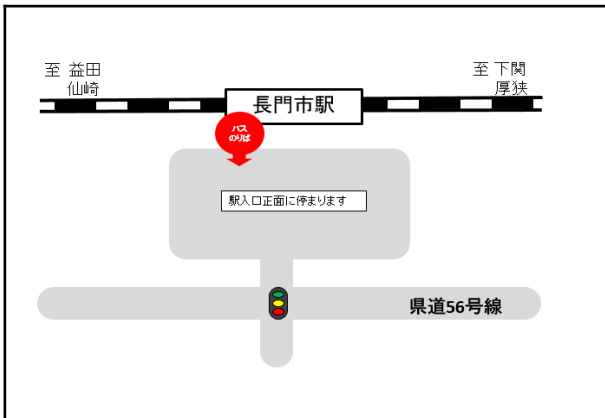 至 益田
仙崎
至 下関
厚狭
長門市駅
バス
のりば
駅入口正面に停まります
県道56号線